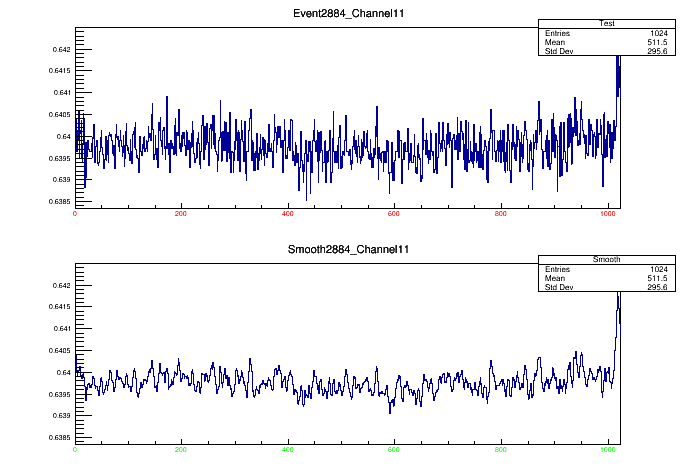 Event2884_Channel11
Test
Entries 1024
Mean 511.5
Std Dev 295.6
0.642
0.6415
0.641
0.6405
0.64
0.6395
0.639
0.6385
0 200 400 600 800 1000
Smooth2884_Channel11
Smooth
Entries 1024
Mean 511.5
Std Dev 295.6
0.642
0.6415
0.641
0.6405
0.64
0.6395
0.639
0.6385
0 200 400 600 800 1000